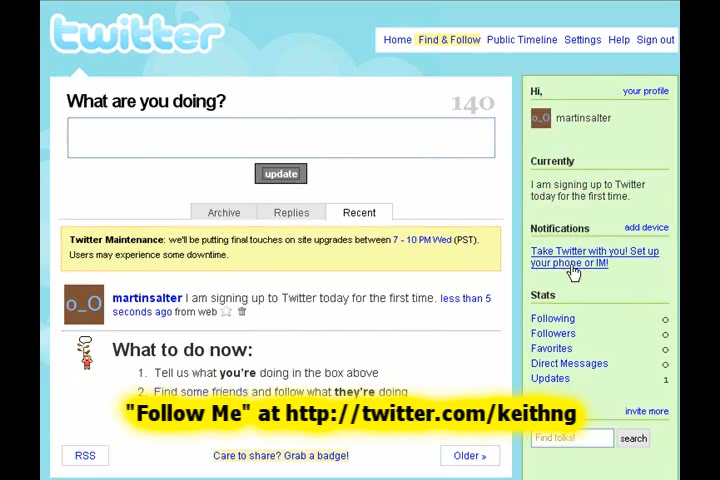 twitter
Home Find & Follow Public Timeline Settings Help Sign out
What are you doing? 140
update
Archive Replies Recent
Twitter Maintenance: we'll be putting final touches on site upgrades between 7 - 10 PM Wed (PST).
Users may experience some downtime.
o_O
martinsalter I am signing up to Twitter today for the first time. less than 5
seconds ago from web
What to do now:
1. Tell us what you're doing in the box above
2. Find some friends and follow what they're doing
"Follow Me" at http://twitter.com/keithng
RSS Care to share? Grab a badge! Older »
Hi, your profile
o_O martinsalter
Currently
I am signing up to Twitter
today for the first time.
Notifications add device
Take Twitter with you! Set up
your phone or IM!
Stats
Following 0
Followers 0
Favorites 0
Direct Messages 0
Updates 1
invite more
Find folks! search